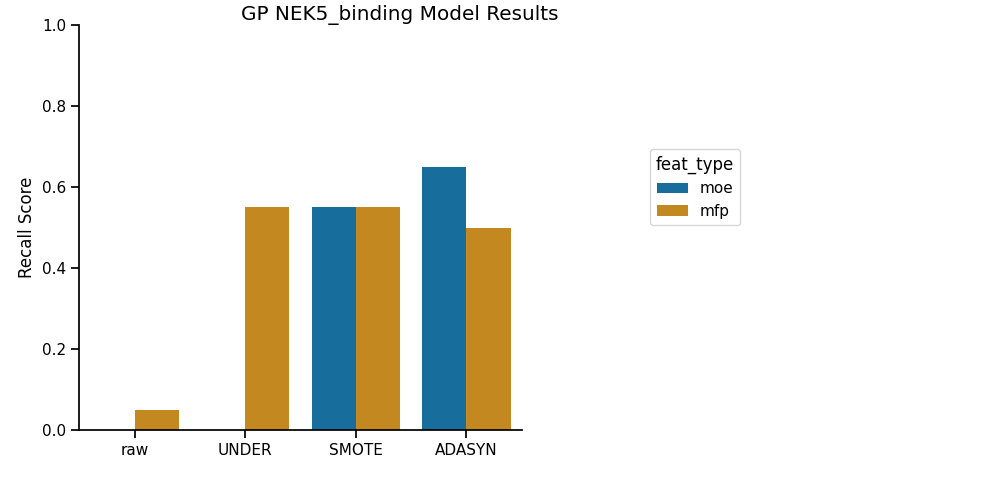 GP NEK5_binding Model Results
1.0
0.8
0.6
0.4
0.2
0.0
Recall Score
raw UNDER SMOTE ADASYN
feat_type
moe
mfp